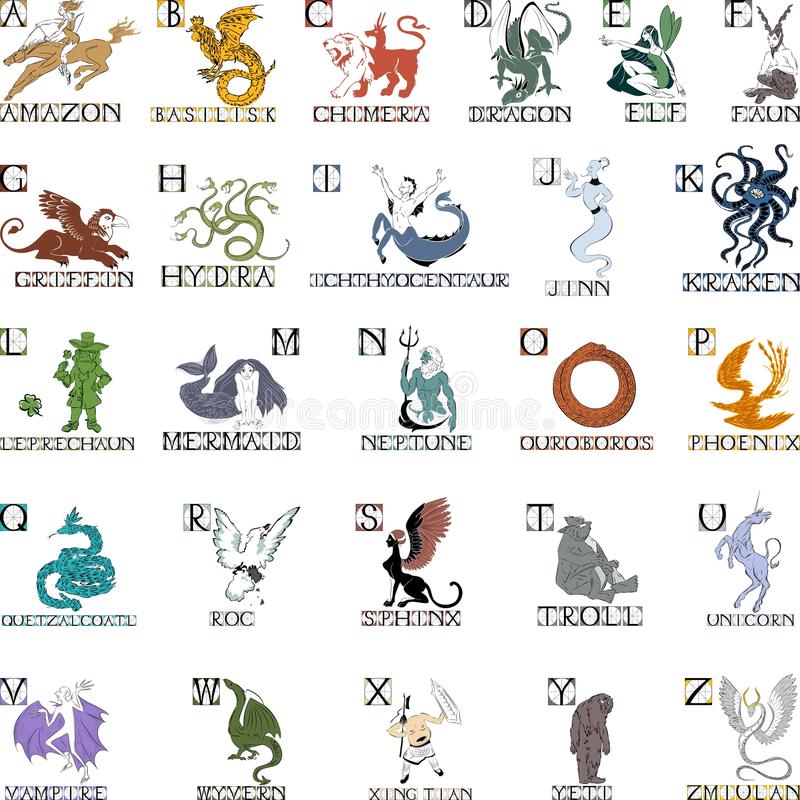 A B C D E F
AMAZON BASILISK CHIMERA DRAGON ELF FAUN
G H I J K
GRIFFIN HYDRA ICHTHYOCENTAUR JINN KRAKEN
L M N O P
LEPRECHAUN MERMAID NEPTUNE OUROBOROS PHOENIX
dreamstime
Q R S T U
QUETZALCOATL ROC SPHINX TROLL UNICORN
V W X Y Z
VAMPIRE WYVERN XING TIAN YETI ZMIULAN